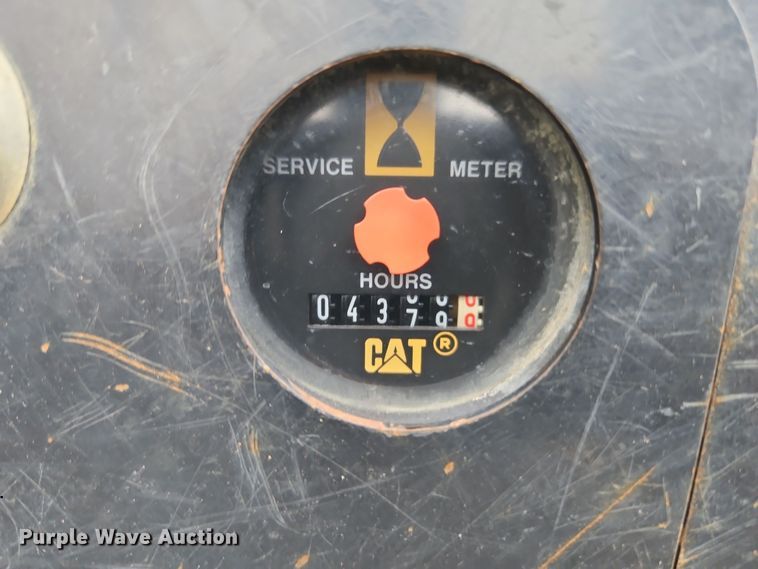 SERVICE METER
HOURS
043
CAT®
Purple Wave Auction